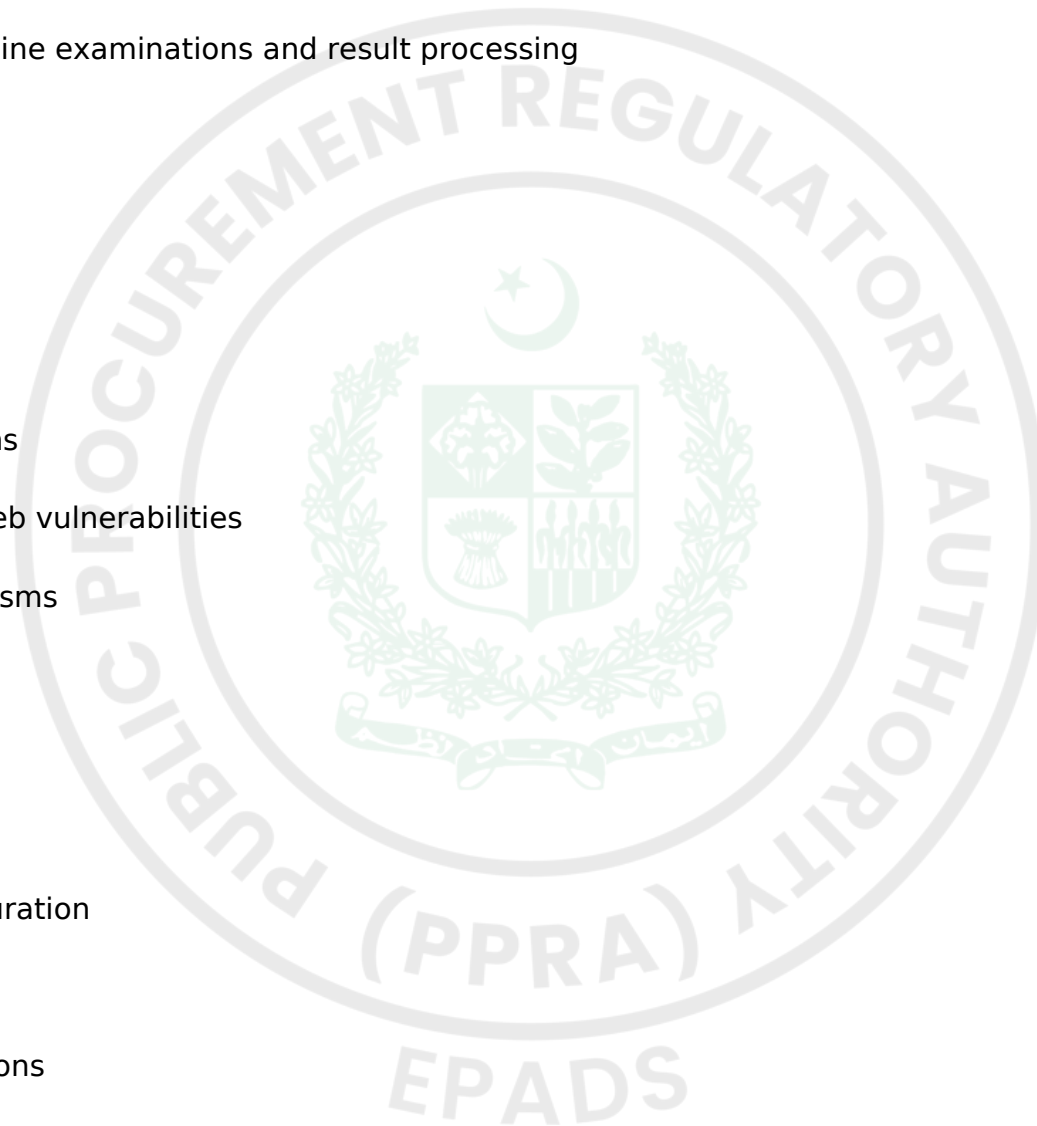 ine examinations and result processing
PUBLIC PROCUREMENT REGULATORY AUTHORITY
ns
eb vulnerabilities
sms
uration
(PPRA)
ons
EPADS